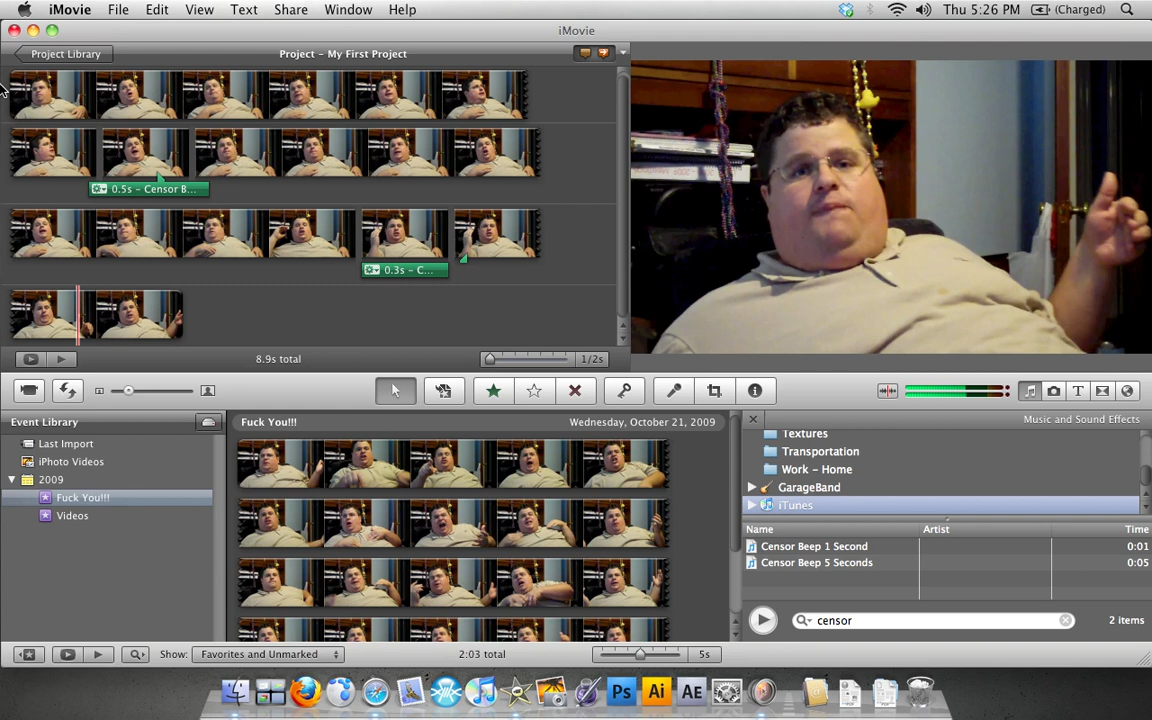 iMovie File Edit View Text Share Window Help Thu 5:26 PM (Charged)
iMovie
Project Library Project - My First Project
0.5s - Censor B...
0.3s - C...
8.9s total 1/2s
Event Library
Last Import
iPhoto Videos
2009
Fuck You!!!
Videos
Fuck You!!! Wednesday, October 21, 2009
Music and Sound Effects
Textures
Transportation
Work - Home
GarageBand
iTunes
Name Artist Time
Censor Beep 1 Second 0:01
Censor Beep 5 Seconds 0:05
censor 2 items
Show: Favorites and Unmarked 2:03 total 5s
Ps Ai AE